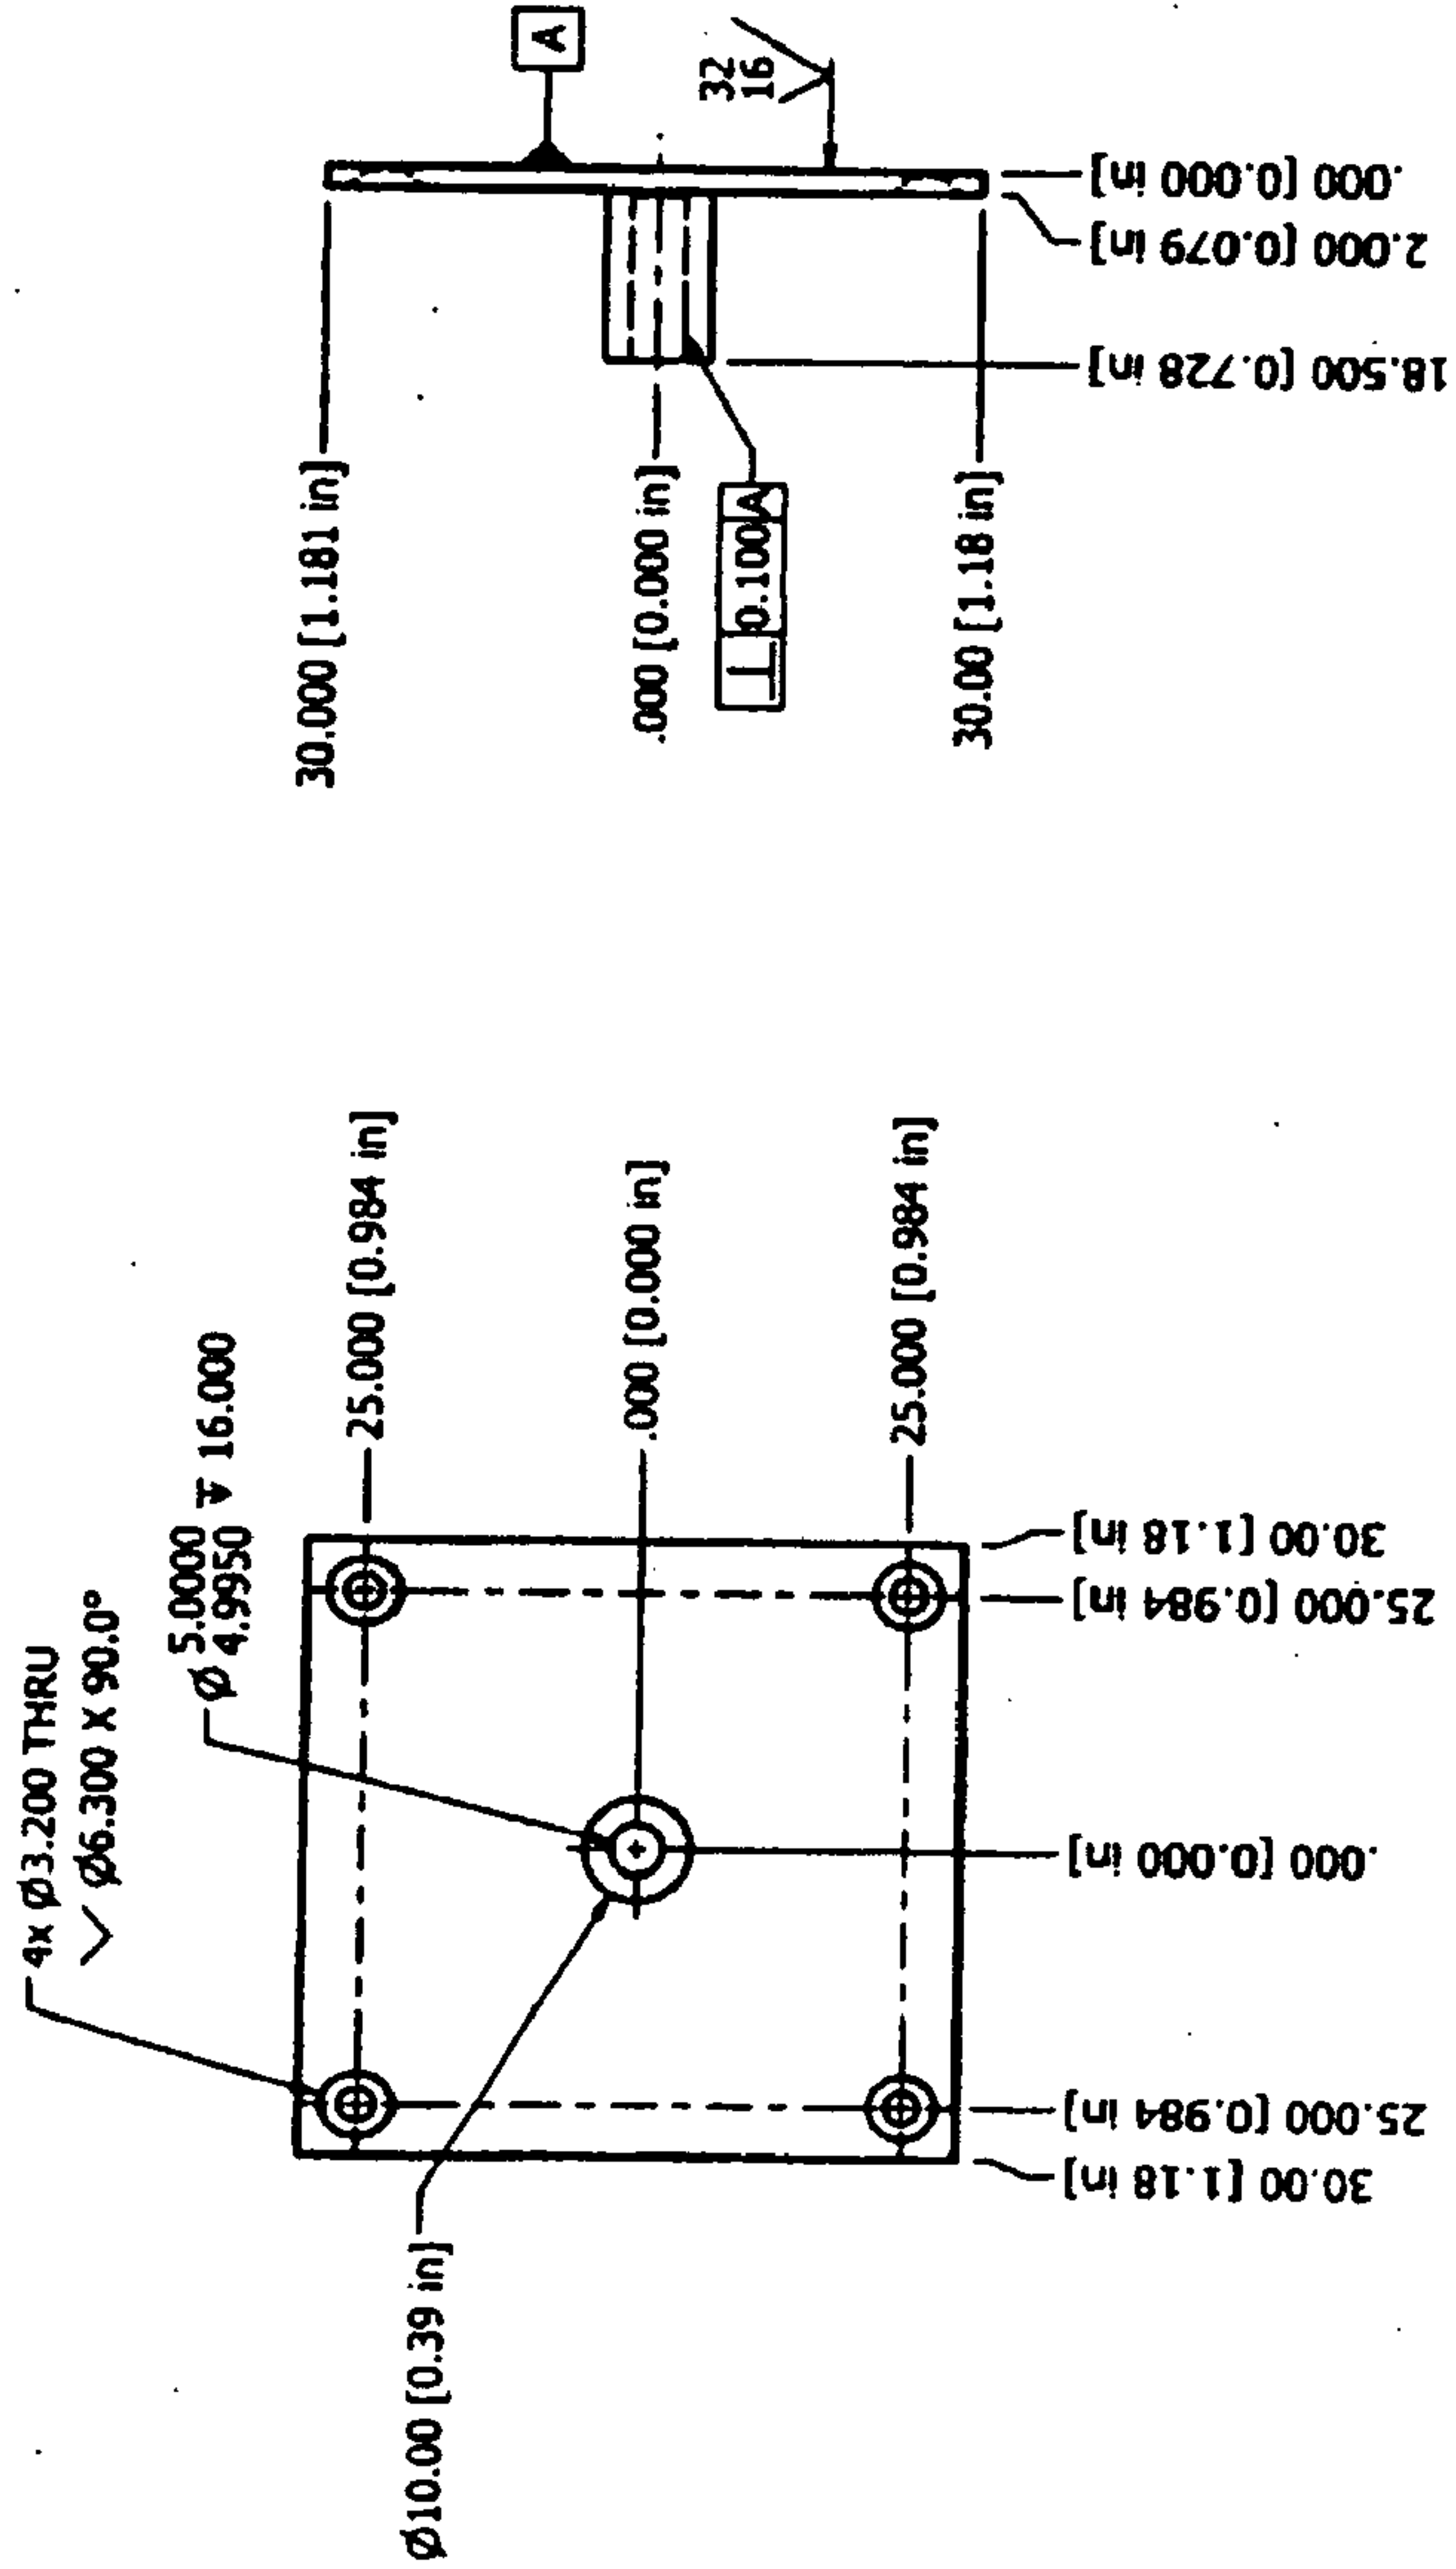 4x Ø3.200 THRU
⌵ Ø6.300 X 90.0°
Ø 5.0000 ↧ 16.000
4.9950
Ø10.00 [0.39 in]
25.000 [0.984 in]
.000 [0.000 in]
25.000 [0.984 in]
30.00 [1.18 in]
25.000 [0.984 in]
.000 [0.000 in]
25.000 [0.984 in]
30.00 [1.18 in]
30.000 [1.181 in]
.000 [0.000 in]
⊥ 0.100 A
30.00 [1.18 in]
A
32
16
18.500 [0.728 in]
2.000 [0.079 in]
.000 [0.000 in]